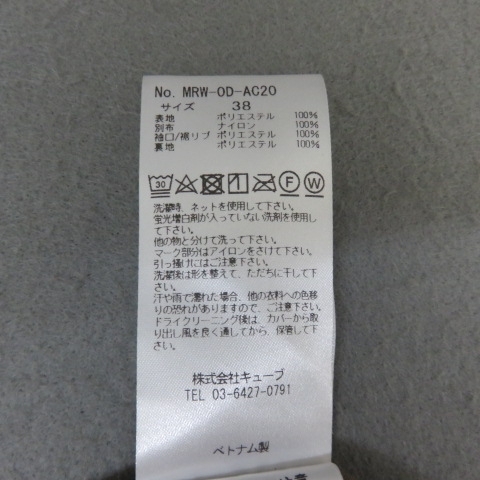 No. MRW-OD-AC20
サイズ 38
表地 ポリエステル 100%
別布 ナイロン 100%
袖口/裾リブ ポリエステル 100%
裏地 ポリエステル 100%
30 F W
洗濯時、ネットを使用して下さい。
蛍光増白剤が入っていない洗剤を使用し
て下さい。
他の物と分けて洗って下さい。
マーク部分はアイロンをさけて下さい。
引っ掛けにはご注意下さい。
洗濯後は形を整えて、ただちに干して下
さい。
汗や雨で濡れた場合、他の衣料への色移
りの恐れがありますので、ご注意下さい。
ドライクリーニング後は、カバーから取
り出し風を良く通してから、保管して下
さい。
株式会社キューブ
TEL 03-6427-0791
ベトナム製